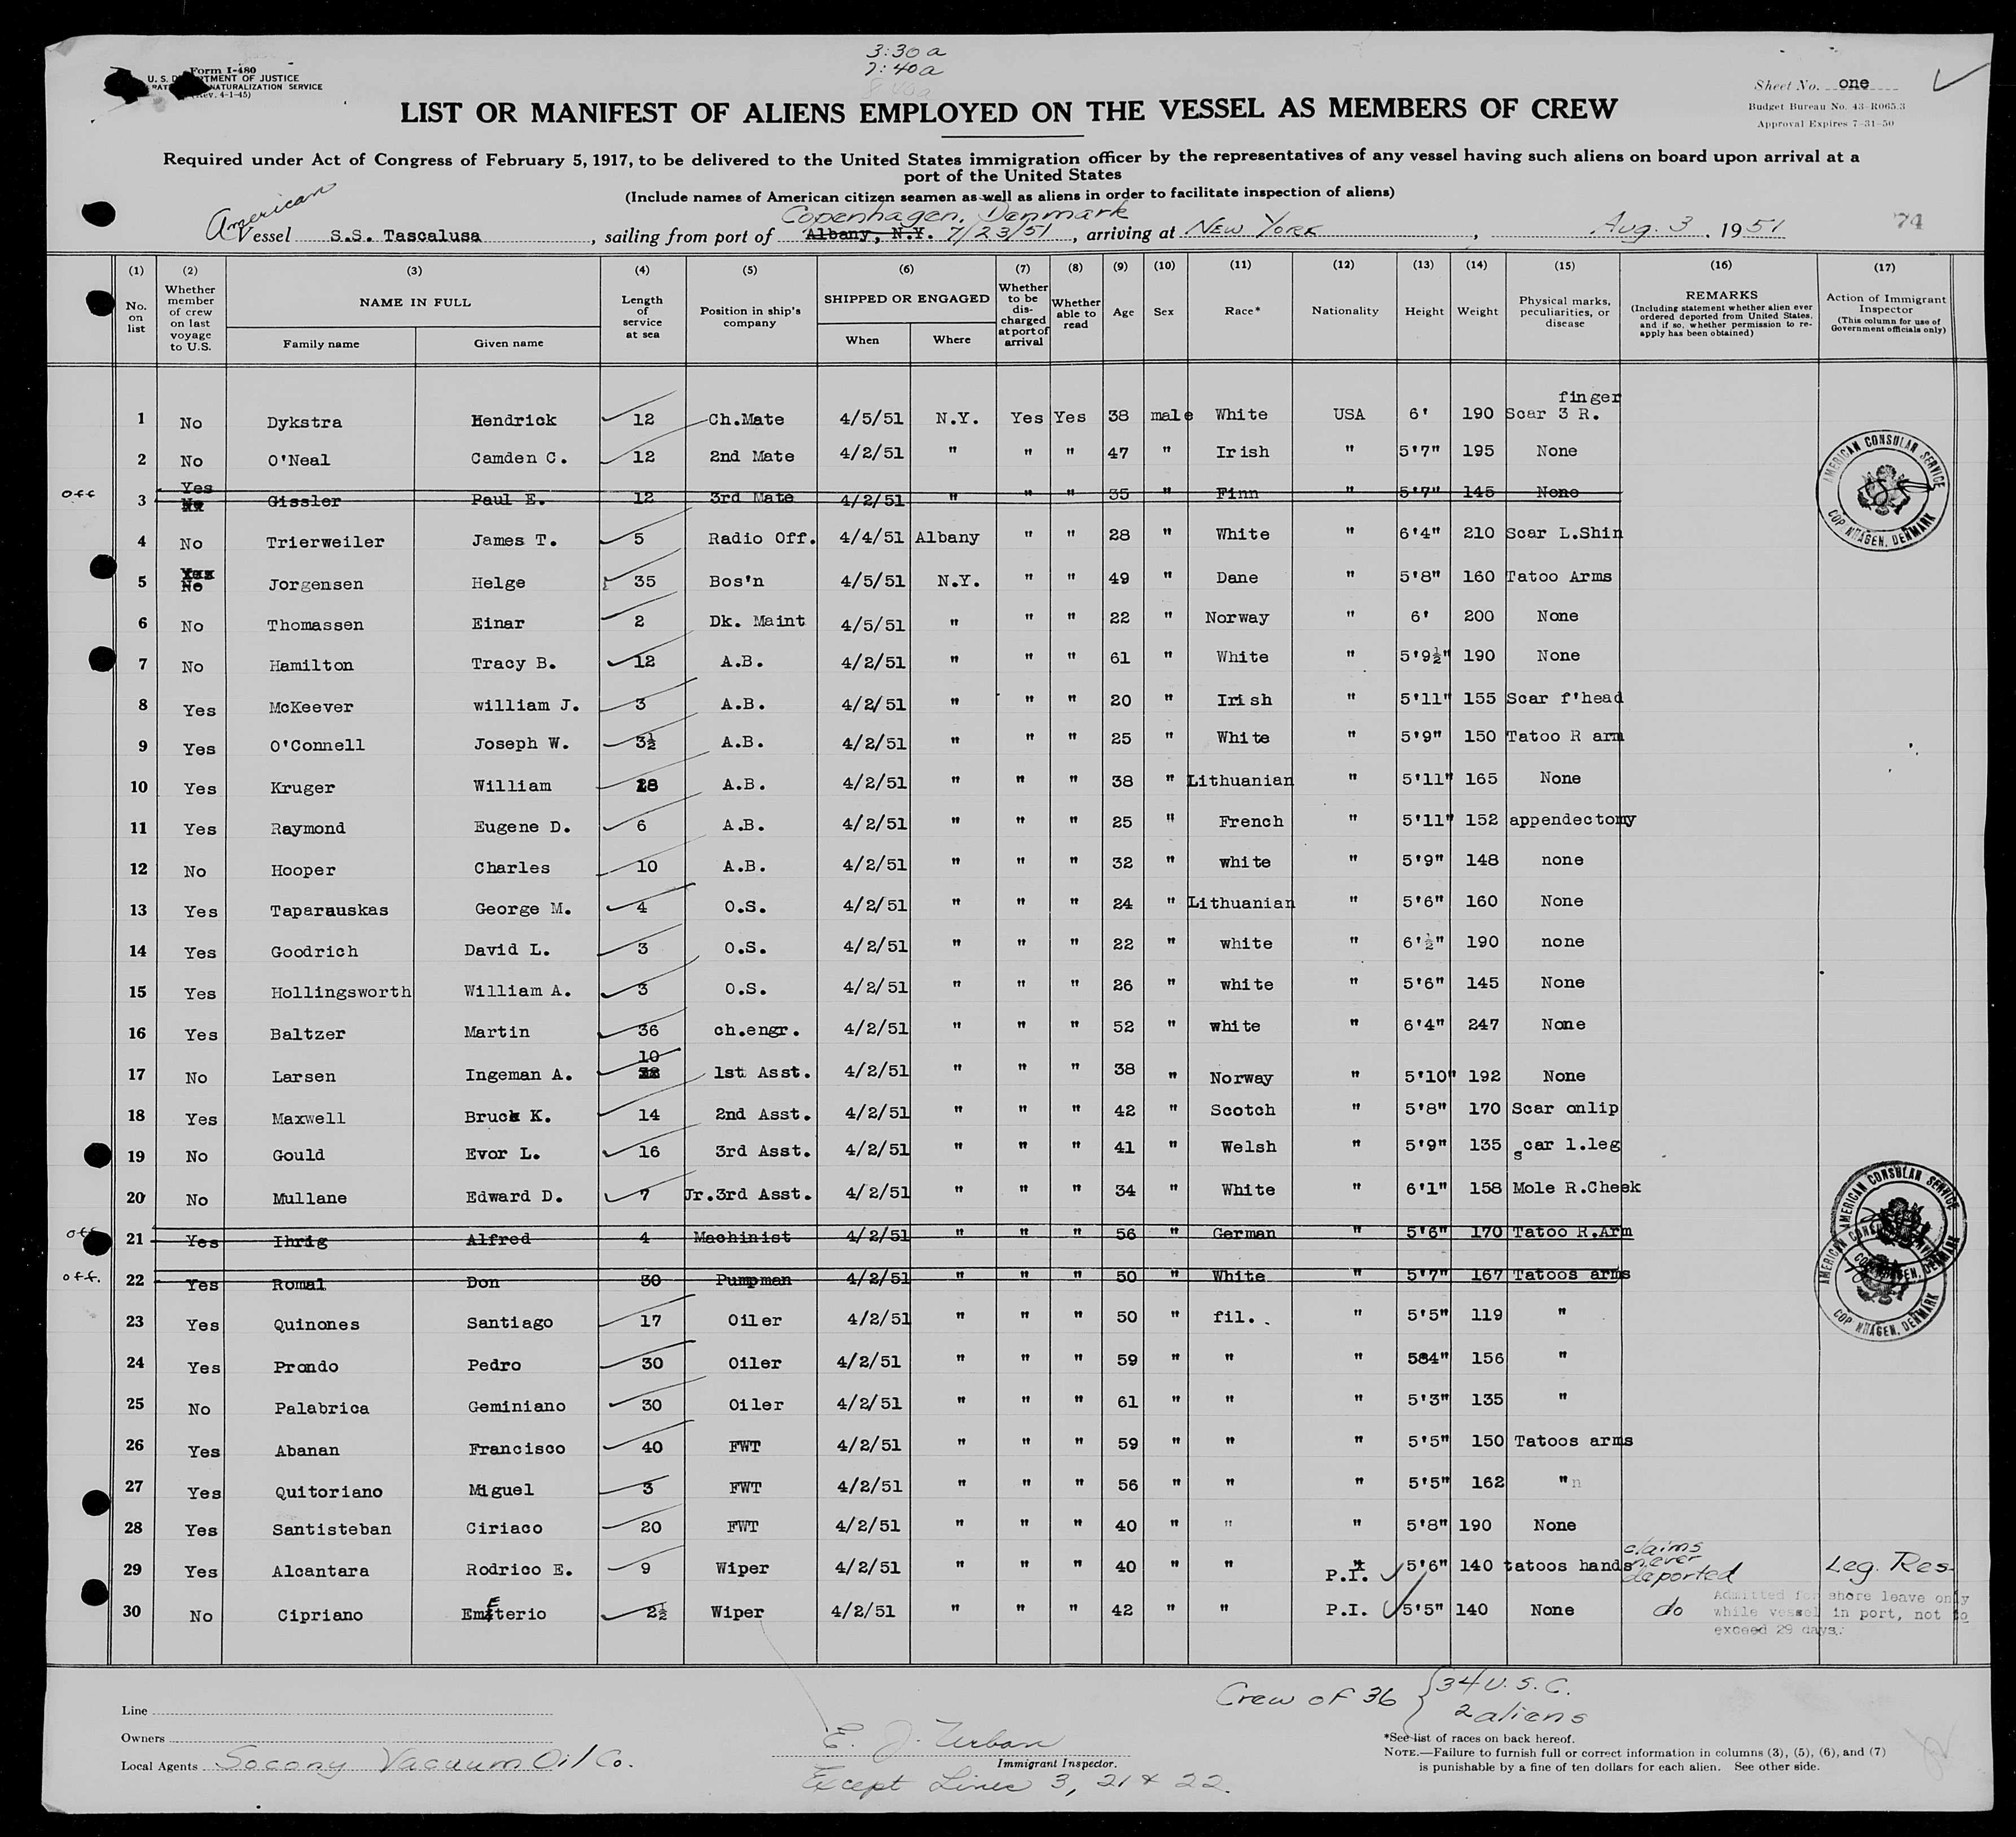 3:30 a
7:40 a
Form I-480
U. S. DEPARTMENT OF JUSTICE
NATURALIZATION SERVICE
(Rev. 4-1-45)
Sheet No. one
Budget Bureau No. 43-R065.3
Approval Expires 7-31-50
LIST OR MANIFEST OF ALIENS EMPLOYED ON THE VESSEL AS MEMBERS OF CREW
Required under Act of Congress of February 5, 1917, to be delivered to the United States immigration officer by the representatives of any vessel having such aliens on board upon arrival at a
port of the United States
(Include names of American citizen seamen as well as aliens in order to facilitate inspection of aliens)
American
Copenhagen, Denmark
Vessel S.S. Tascalusa, sailing from port of Albany, N.Y. 7/23/51, arriving at New York, Aug. 3, 1951 74
(1) (2) (3) (4) (5) (6) (7) (8) (9) (10) (11) (12) (13) (14) (15) (16) (17)
No. on list
Whether member of crew on last voyage to U.S.
NAME IN FULL
Family name Given name
Length of service at sea
Position in ship's company
SHIPPED OR ENGAGED
When Where
Whether to be discharged at port of arrival
Whether able to read
Age
Sex
Race*
Nationality
Height
Weight
Physical marks, peculiarities, or disease
REMARKS
(Including statement whether alien ever ordered deported from United States, and if so, whether permission to reapply has been obtained)
Action of Immigrant Inspector
(This column for use of Government officials only)
1 No Dykstra Hendrick 12 Ch.Mate 4/5/51 N.Y. Yes Yes 38 male White USA 6' 190 Scar 3 R. finger
2 No O'Neal Camden C. 12 2nd Mate 4/2/51 " " " 47 " Irish " 5'7" 195 None
off 3 Yes No Gissler Paul E. 12 3rd Mate 4/2/51 " " " 35 " Finn " 5'7" 145 None
4 No Trierweiler James T. 5 Radio Off. 4/4/51 Albany " " 28 " White " 6'4" 210 Scar L.Shin
5 Yes No Jorgensen Helge 35 Bos'n 4/5/51 N.Y. " " 49 " Dane " 5'8" 160 Tatoo Arms
6 No Thomassen Einar 2 Dk. Maint 4/5/51 " " " 22 " Norway " 6' 200 None
7 No Hamilton Tracy B. 12 A.B. 4/2/51 " " " 61 " White " 5'9½" 190 None
8 Yes McKeever william J. 3 A.B. 4/2/51 " " " 20 " Irish " 5'11" 155 Scar f'head
9 Yes O'Connell Joseph W. 3½ A.B. 4/2/51 " " " 25 " White " 5'9" 150 Tatoo R arm
10 Yes Kruger William 18 A.B. 4/2/51 " " " 38 " Lithuanian " 5'11" 165 None
11 Yes Raymond Eugene D. 6 A.B. 4/2/51 " " " 25 " French " 5'11" 152 appendectomy
12 No Hooper Charles 10 A.B. 4/2/51 " " " 32 " white " 5'9" 148 none
13 Yes Taparauskas George M. 4 O.S. 4/2/51 " " " 24 " Lithuanian " 5'6" 160 None
14 Yes Goodrich David L. 3 O.S. 4/2/51 " " " 22 " white " 6'½" 190 none
15 Yes Hollingsworth William A. 3 O.S. 4/2/51 " " " 26 " white " 5'6" 145 None
16 Yes Baltzer Martin 36 ch.engr. 4/2/51 " " " 52 " white " 6'4" 247 None
17 No Larsen Ingeman A. 10 1st Asst. 4/2/51 " " " 38 " Norway " 5'10" 192 None
18 Yes Maxwell Bruce K. 14 2nd Asst. 4/2/51 " " " 42 " Scotch " 5'8" 170 Scar onlip
19 No Gould Evor L. 16 3rd Asst. 4/2/51 " " " 41 " Welsh " 5'9" 135 scar l.leg
20 No Mullane Edward D. 7 Jr.3rd Asst. 4/2/51 " " " 34 " White " 6'1" 158 Mole R.Cheek
off 21 Yes Ihrig Alfred 4 Machinist 4/2/51 " " " 56 " German " 5'6" 170 Tatoo R.Arm
off. 22 Yes Romal Don 30 Pumpman 4/2/51 " " " 50 " White " 5'7" 167 Tatoos arms
23 Yes Quinones Santiago 17 Oiler 4/2/51 " " " 50 " fil. " 5'5" 119 "
24 Yes Prondo Pedro 30 Oiler 4/2/51 " " " 59 " " " 584" 156 "
25 No Palabrica Geminiano 30 Oiler 4/2/51 " " " 61 " " " 5'3" 135 "
26 Yes Abanan Francisco 40 FWT 4/2/51 " " " 59 " " " 5'5" 150 Tatoos arms
27 Yes Quitoriano Miguel 3 FWT 4/2/51 " " " 56 " " " 5'5" 162 "
28 Yes Santisteban Ciriaco 20 FWT 4/2/51 " " " 40 " " " 5'8" 190 None
29 Yes Alcantara Rodrico E. 9 Wiper 4/2/51 " " " 40 " " P.I. 5'6" 140 tatoos hands claims never deported Leg. Res.
30 No Cipriano Emeterio 2½ Wiper 4/2/51 " " " 42 " " P.I. 5'5" 140 None do
Admitted for shore leave only
while vessel in port, not to
exceed 29 days.
AMERICAN CONSULAR SERVICE
COPENHAGEN, DENMARK
AMERICAN CONSULAR SERVICE
COPENHAGEN, DENMARK
AMERICAN CONSULAR SERVICE
COPENHAGEN, DENMARK
Crew of 36 { 34 U.S.C.
2 aliens
Line
Owners
Local Agents Socony Vacuum Oil Co.
E. J. Urban
Immigrant Inspector.
Except Lines 3, 21 & 22.
*See list of races on back hereof.
NOTE.—Failure to furnish full or correct information in columns (3), (5), (6), and (7)
is punishable by a fine of ten dollars for each alien. See other side.